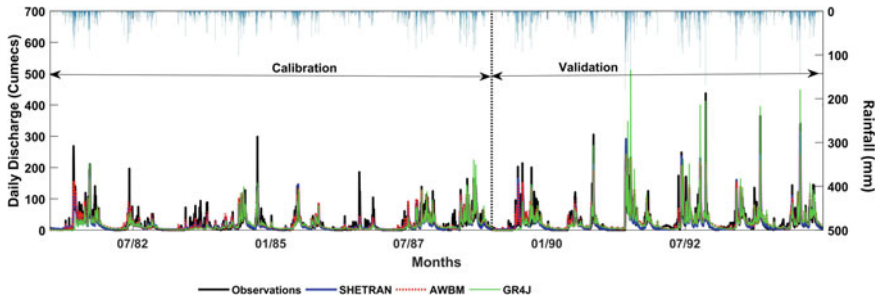 700
600
500
400
300
200
100
0
Daily Discharge (Cumecs)
Calibration
Validation
0
100
200
300
400
500
Rainfall (mm)
07/82
01/85
07/87
01/90
07/92
Months
Observations
SHETRAN
AWBM
GR4J